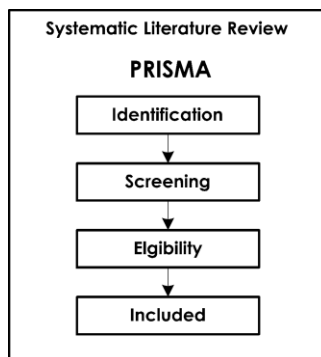 Systematic Literature Review
PRISMA
Identification
Screening
Elgibility
Included